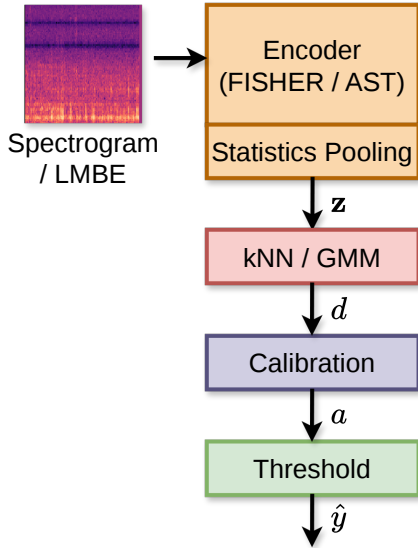 Encoder
(FISHER / AST)
Spectrogram
/ LMBE
Statistics Pooling
z
kNN / GMM
d
Calibration
a
Threshold
ŷ